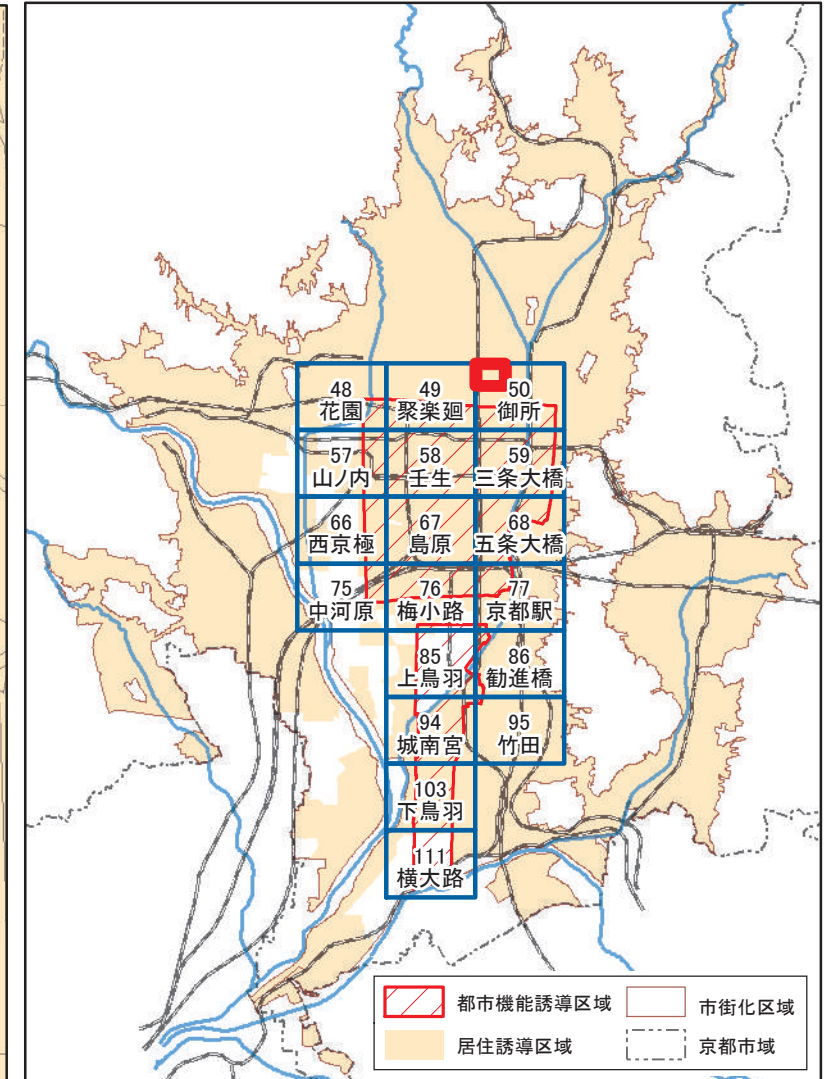 48
花園
49
聚楽廻
50
御所
57
山ノ内
58
壬生
59
三条大橋
66
西京極
67
島原
68
五条大橋
75
中河原
76
梅小路
77
京都駅
85
上鳥羽
86
勧進橋
94
城南宮
95
竹田
103
下鳥羽
111
横大路
都市機能誘導区域
市街化区域
居住誘導区域
京都市域